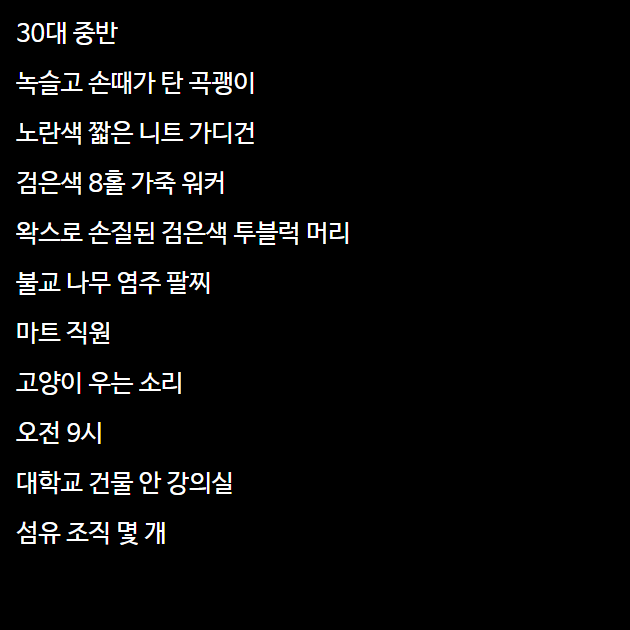 30대 중반
녹슬고 손때가 탄 곡괭이
노란색 짧은 니트 가디건
검은색 8홀 가죽 워커
왁스로 손질된 검은색 투블럭 머리
불교 나무 염주 팔찌
마트 직원
고양이 우는 소리
오전 9시
대학교 건물 안 강의실
섬유 조직 몇 개